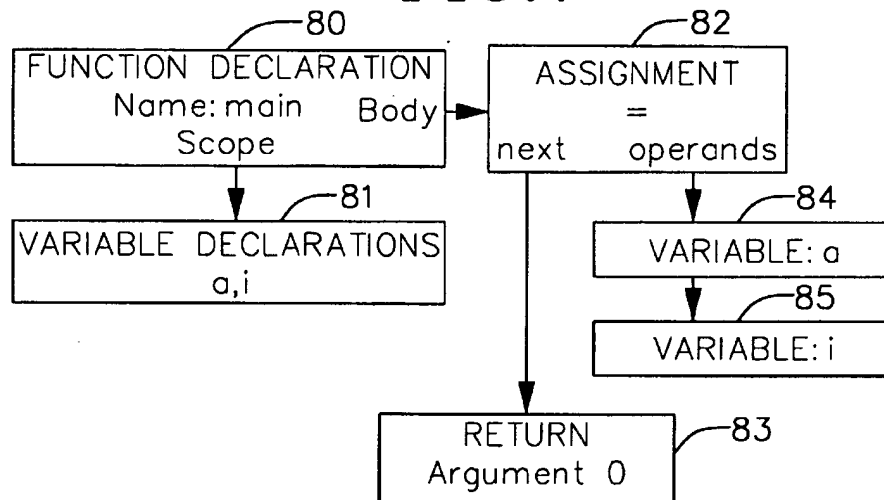 80
FUNCTION DECLARATION
Name: main Body
Scope
82
ASSIGNMENT
=
next operands
81
VARIABLE DECLARATIONS
a,i
84
VARIABLE: a
85
VARIABLE: i
83
RETURN
Argument 0